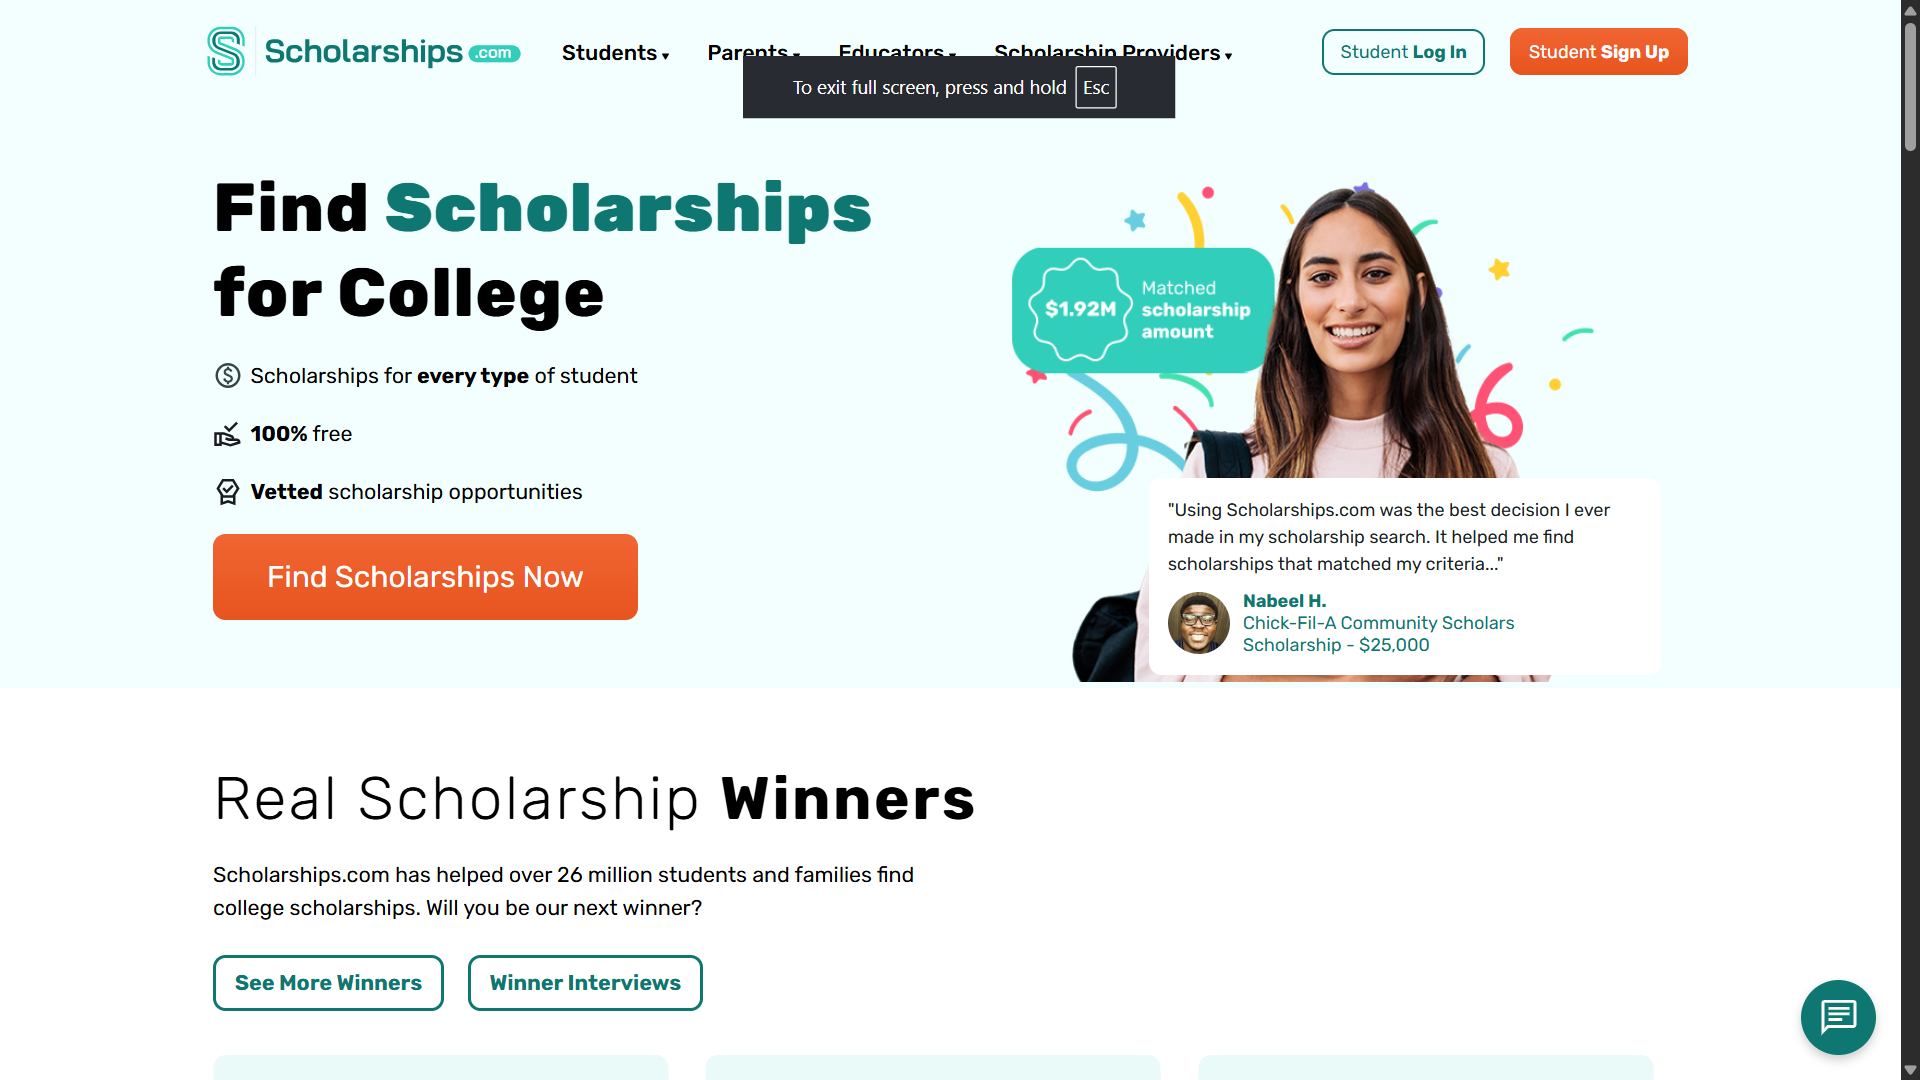 Scholarships .com
Students
Parents
Educators
Scholarship Providers
Student Log In
Student Sign Up
To exit full screen, press and hold Esc
Find Scholarships
for College
Scholarships for every type of student
100% free
Vetted scholarship opportunities
Find Scholarships Now
$1.92M
Matched
scholarship
amount
"Using Scholarships.com was the best decision I ever
made in my scholarship search. It helped me find
scholarships that matched my criteria..."
Nabeel H.
Chick-Fil-A Community Scholars
Scholarship - $25,000
Real Scholarship Winners
Scholarships.com has helped over 26 million students and families find
college scholarships. Will you be our next winner?
See More Winners
Winner Interviews